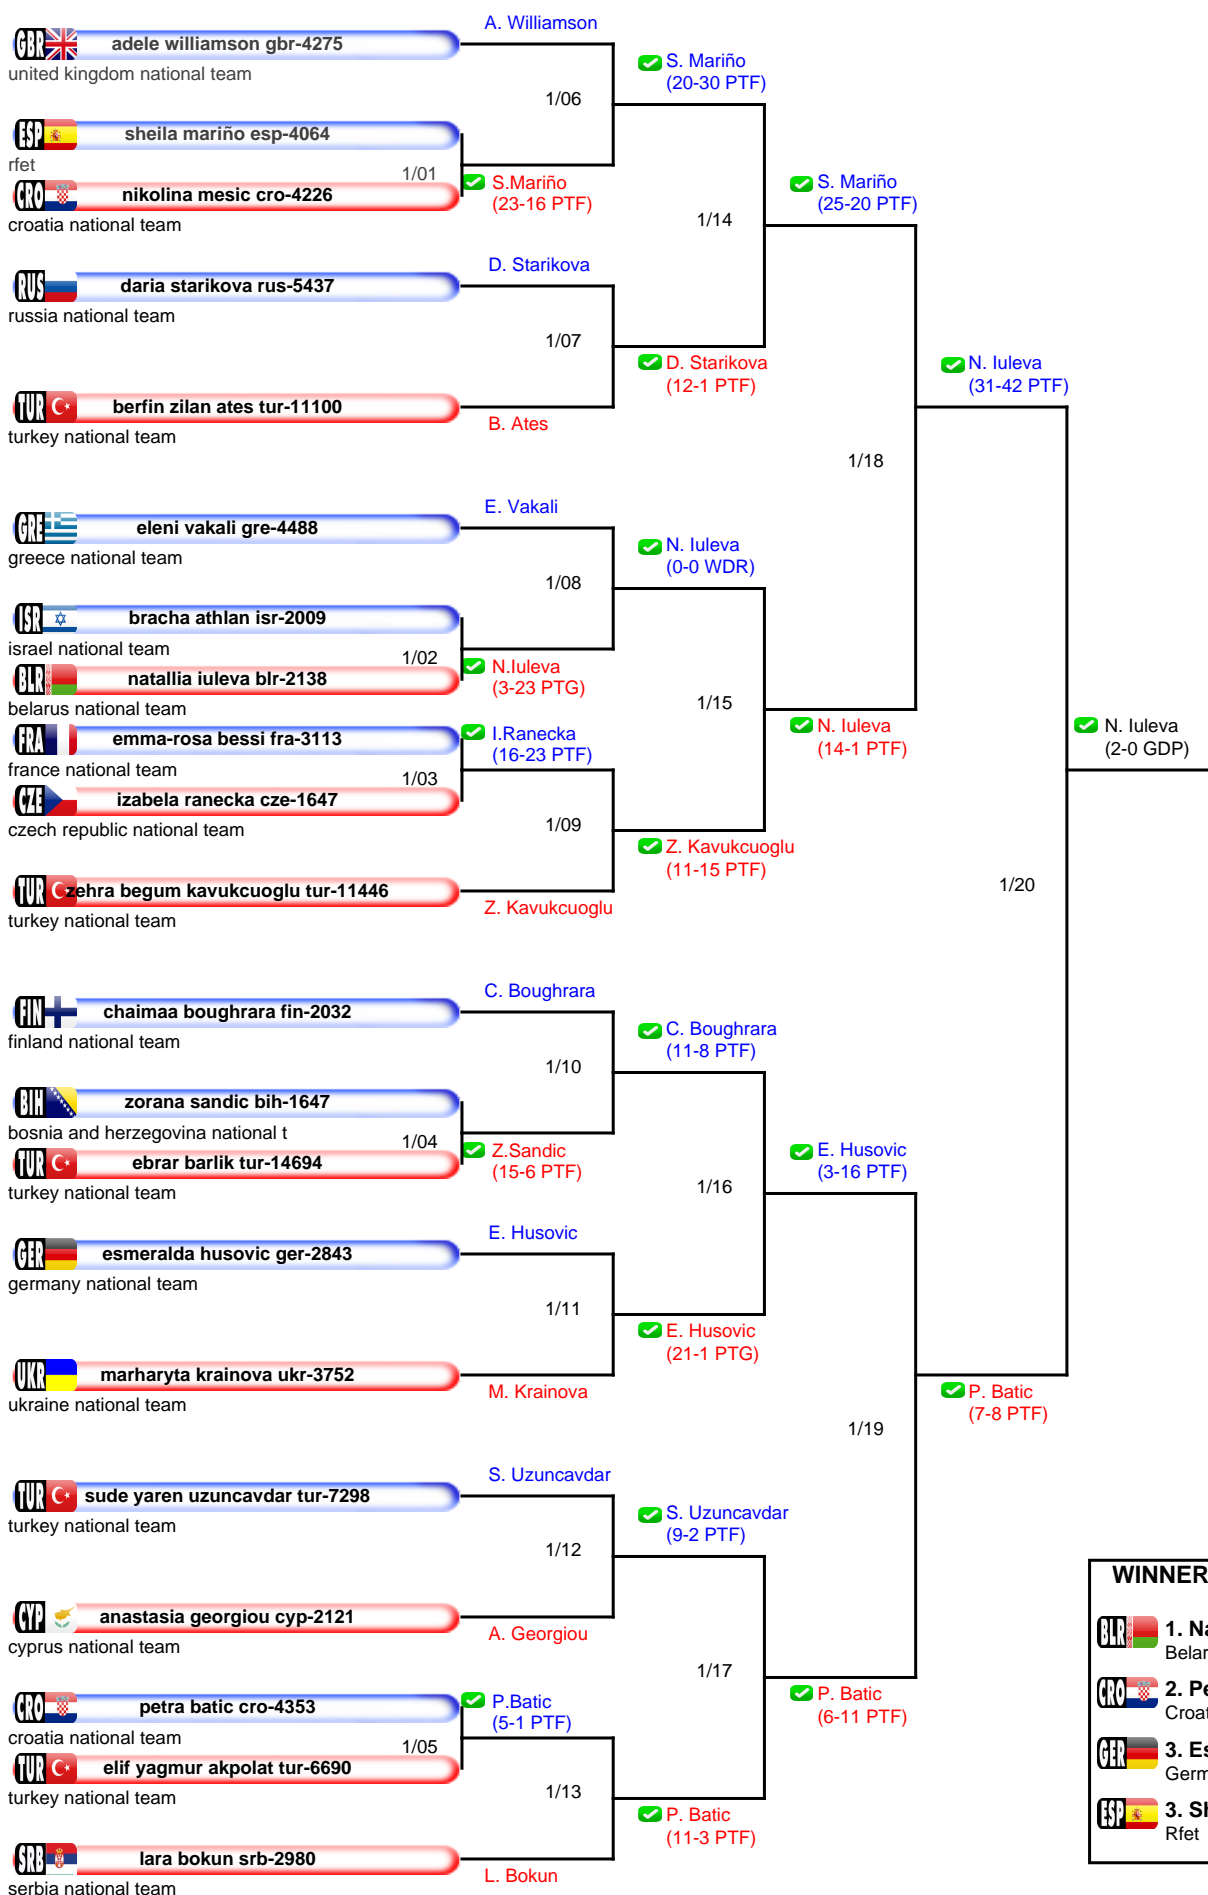 A. Williamson
GBR adele williamson gbr-4275
united kingdom national team
S. Mariño
(20-30 PTF)
1/06
ESP sheila mariño esp-4064
rfet
1/01
S.Mariño
(23-16 PTF)
CRO nikolina mesic cro-4226
croatia national team
S. Mariño
(25-20 PTF)
1/14
D. Starikova
RUS daria starikova rus-5437
russia national team
1/07
D. Starikova
(12-1 PTF)
N. Iuleva
(31-42 PTF)
TUR berfin zilan ates tur-11100
turkey national team
B. Ates
1/18
E. Vakali
GRE eleni vakali gre-4488
greece national team
N. Iuleva
(0-0 WDR)
1/08
ISR bracha athlan isr-2009
israel national team
1/02
N.Iuleva
(3-23 PTG)
BLR natallia iuleva blr-2138
belarus national team
1/15
FRA emma-rosa bessi fra-3113
france national team
I.Ranecka
(16-23 PTF)
N. Iuleva
(14-1 PTF)
N. Iuleva
(2-0 GDP)
1/03
CZE izabela ranecka cze-1647
czech republic national team
1/09
Z. Kavukcuoglu
(11-15 PTF)
TUR zehra begum kavukcuoglu tur-11446
turkey national team
Z. Kavukcuoglu
1/20
C. Boughrara
FIN chaimaa boughrara fin-2032
finland national team
C. Boughrara
(11-8 PTF)
1/10
BIH zorana sandic bih-1647
bosnia and herzegovina national t
1/04
Z.Sandic
(15-6 PTF)
TUR ebrar barlik tur-14694
turkey national team
E. Husovic
(3-16 PTF)
1/16
E. Husovic
GER esmeralda husovic ger-2843
germany national team
1/11
E. Husovic
(21-1 PTG)
UKR marharyta krainova ukr-3752
ukraine national team
M. Krainova
P. Batic
(7-8 PTF)
1/19
S. Uzuncavdar
TUR sude yaren uzuncavdar tur-7298
turkey national team
S. Uzuncavdar
(9-2 PTF)
1/12
CYP anastasia georgiou cyp-2121
cyprus national team
A. Georgiou
1/17
CRO petra batic cro-4353
croatia national team
P.Batic
(5-1 PTF)
P. Batic
(6-11 PTF)
1/05
TUR elif yagmur akpolat tur-6690
turkey national team
1/13
P. Batic
(11-3 PTF)
SRB lara bokun srb-2980
serbia national team
L. Bokun
WINNER
BLR 1. Na
Belar
CRO 2. Pe
Croat
GER 3. Es
Germ
ESP 3. Sh
Rfet